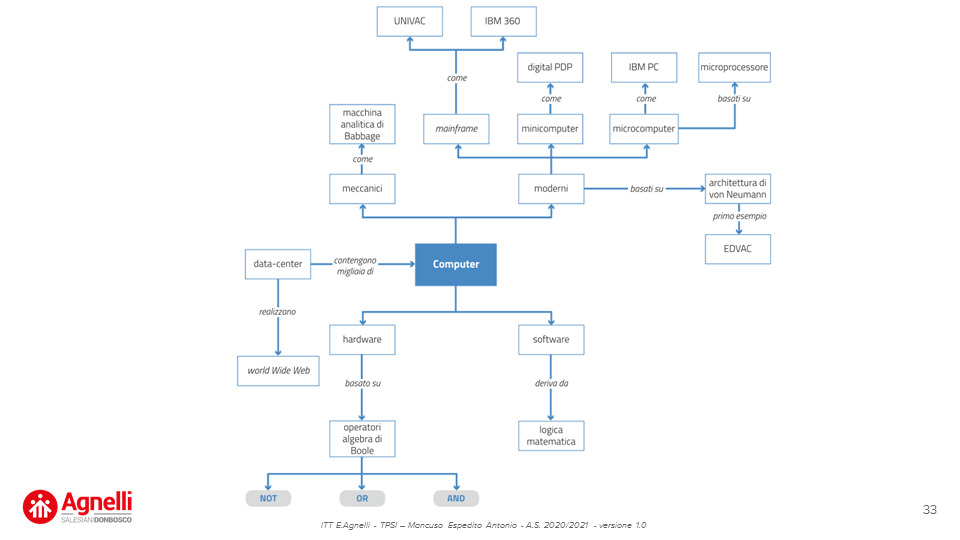 UNIVAC
IBM 360
digital PDP
IBM PC
microprocessore
come
come
come
basati su
macchina
analitica di
Babbage
mainframe
minicomputer
microcomputer
come
meccanici
moderni
basati su
architettura di
von Neumann
primo esempio
EDVAC
data-center
contengono
migliaia di
Computer
realizzano
hardware
software
world Wide Web
basato su
deriva da
operatori
algebra di
Boole
logica
matematica
NOT
OR
AND
Agnelli
SALESIANIDONBOSCO
33
ITT E.Agnelli - TPSI – Mancuso Espedito Antonio - A.S. 2020/2021 - versione 1.0